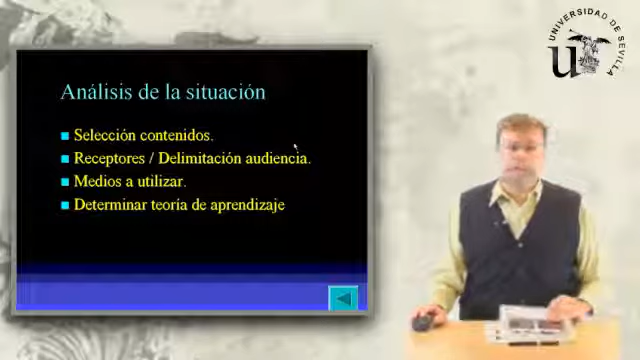 Análisis de la situación
Selección contenidos.
Receptores / Delimitación audiencia.
Medios a utilizar.
Determinar teoría de aprendizaje
UNIVERSIDAD DE SEVILLA